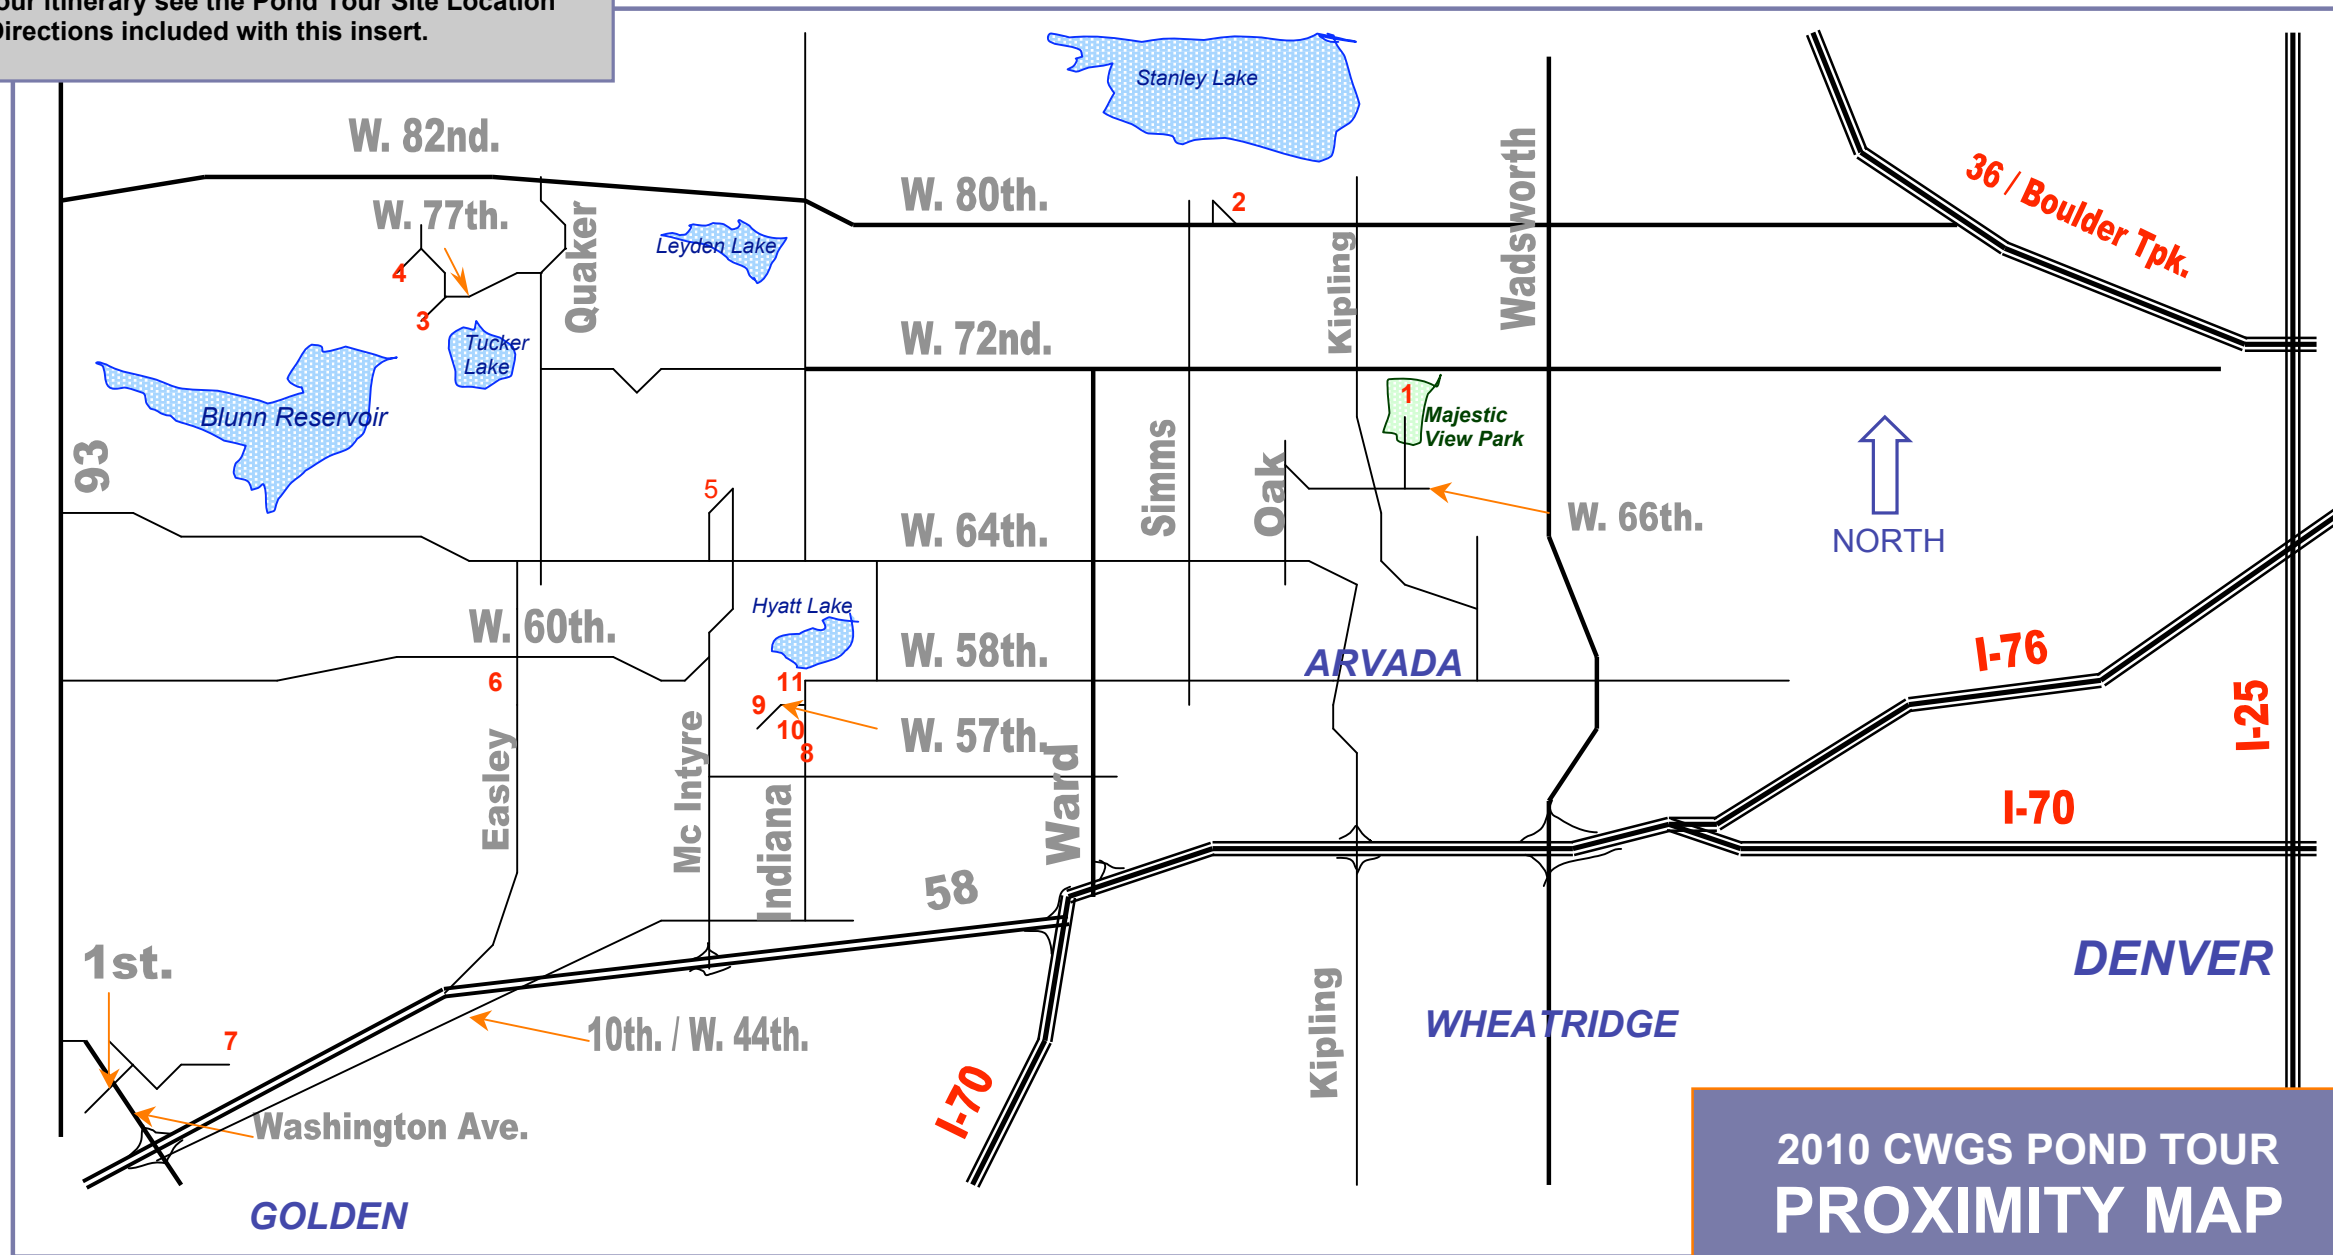 our itinerary see the Pond Tour Site Location
Directions included with this insert.
Stanley Lake
W. 82nd.
W. 80th.
2
Wadsworth
36 / Boulder Tpk.
W. 77th.
Quaker
Leyden Lake
Kipling
4
3
Tucker
Lake
W. 72nd.
Blunn Reservoir
1
Majestic
View Park
93
5
Simms
Oak
W. 64th.
W. 66th.
NORTH
W. 60th.
Hyatt Lake
W. 58th.
ARVADA
I-76
6
11
9
10
8
W. 57th.
I-25
Easley
Mc Intyre
Indiana
Ward
I-70
58
1st.
DENVER
7
10th. / W. 44th.
Kipling
WHEATRIDGE
I-70
Washington Ave.
GOLDEN
2010 CWGS POND TOUR
PROXIMITY MAP